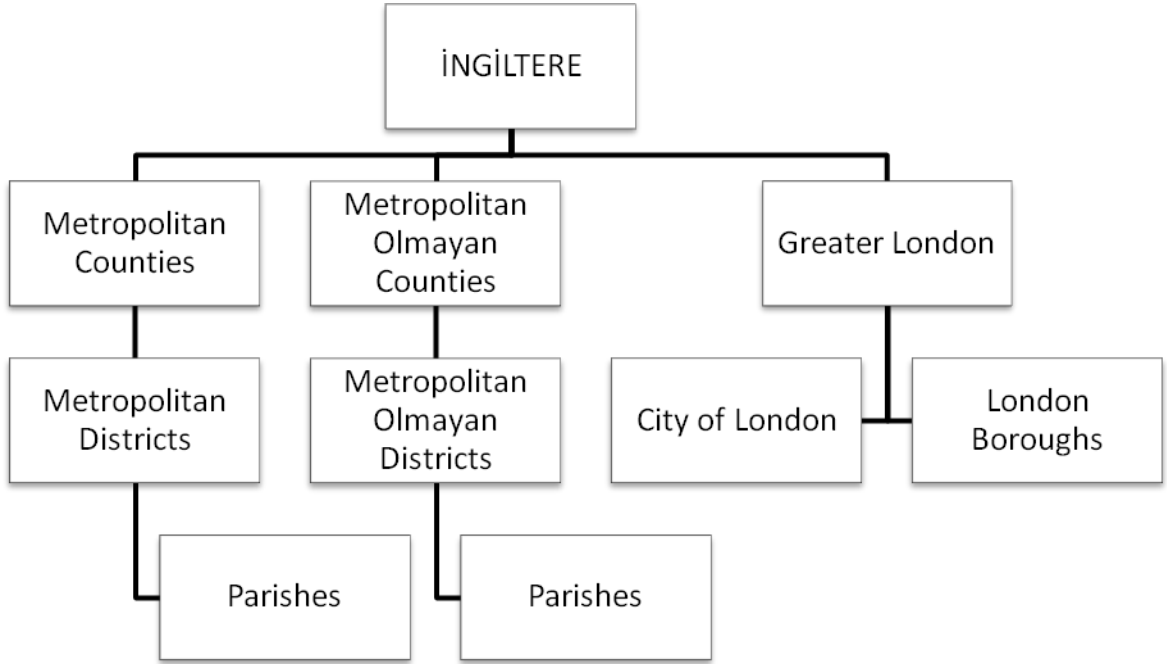 İNGİLTERE
Metropolitan
Counties
Metropolitan
Olmayan
Counties
Greater London
Metropolitan
Districts
Metropolitan
Olmayan
Districts
City of London
London
Boroughs
Parishes
Parishes